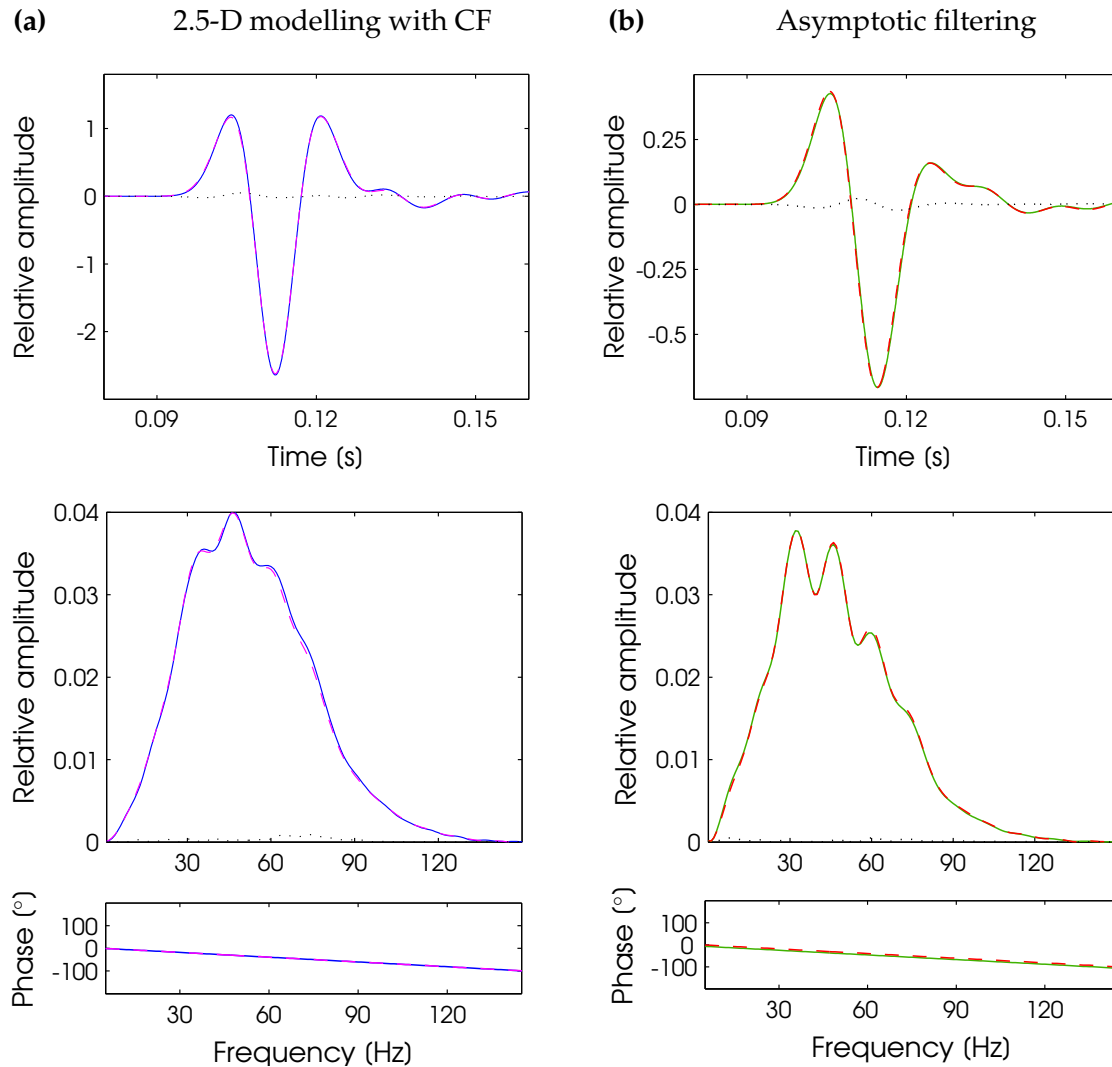 (a) 2.5-D modelling with CF
Relative amplitude
1
0
-1
-2
0.09 0.12 0.15
Time (s)
Relative amplitude
0.04
0.03
0.02
0.01
0
30 60 90 120
Phase (°)
100
0
-100
30 60 90 120
Frequency (Hz)
(b) Asymptotic filtering
Relative amplitude
0.25
0
-0.25
-0.5
0.09 0.12 0.15
Time (s)
Relative amplitude
0.04
0.03
0.02
0.01
0
30 60 90 120
Phase (°)
100
0
-100
30 60 90 120
Frequency (Hz)